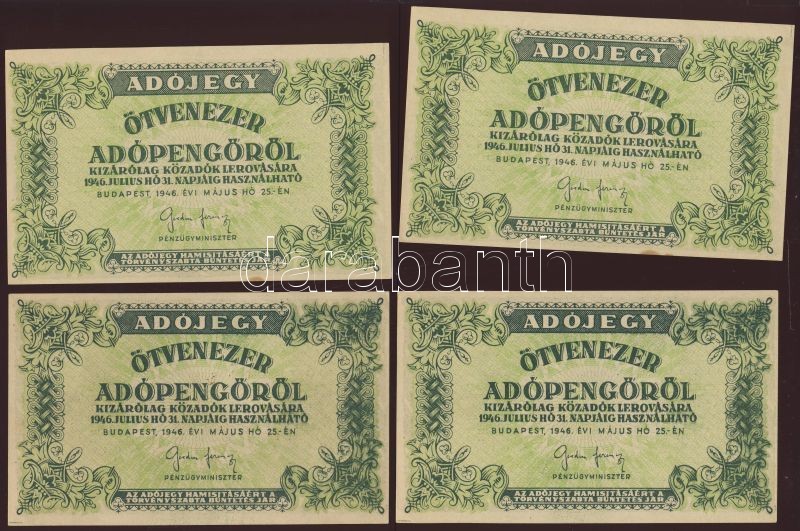 ADÓJEGY
ÖTVENEZER
ADÓPENGŐRŐL
KIZÁRÓLAG KÖZADÓK LEROVÁSÁRA
1946. JULIUS HÓ 31. NAPJÁIG HASZNÁLHATÓ
BUDAPEST, 1946. ÉVI MÁJUS HÓ 25.-ÉN
PÉNZÜGYMINISZTER
AZ ADÓJEGY HAMISITÁSÁÉRT A
TÖRVÉNYSZABTA BÜNTETÉS JÁR
ADÓJEGY
ÖTVENEZER
ADÓPENGŐRŐL
KIZÁRÓLAG KÖZADÓK LEROVÁSÁRA
1946. JULIUS HÓ 31. NAPJÁIG HASZNÁLHATÓ
BUDAPEST, 1946. ÉVI MÁJUS HÓ 25.-ÉN
PÉNZÜGYMINISZTER
AZ ADÓJEGY HAMISITÁSÁÉRT A
TÖRVÉNYSZABTA BÜNTETÉS JÁR
darabanth
ADÓJEGY
ÖTVENEZER
ADÓPENGŐRŐL
KIZÁRÓLAG KÖZADÓK LEROVÁSÁRA
1946. JULIUS HÓ 31. NAPJÁIG HASZNÁLHATÓ
BUDAPEST, 1946. ÉVI MÁJUS HÓ 25.-ÉN
PÉNZÜGYMINISZTER
AZ ADÓJEGY HAMISITÁSÁÉRT A
TÖRVÉNYSZABTA BÜNTETÉS JÁR
ADÓJEGY
ÖTVENEZER
ADÓPENGŐRŐL
KIZÁRÓLAG KÖZADÓK LEROVÁSÁRA
1946. JULIUS HÓ 31. NAPJÁIG HASZNÁLHATÓ
BUDAPEST, 1946. ÉVI MÁJUS HÓ 25.-ÉN
PÉNZÜGYMINISZTER
AZ ADÓJEGY HAMISITÁSÁÉRT A
TÖRVÉNYSZABTA BÜNTETÉS JÁR